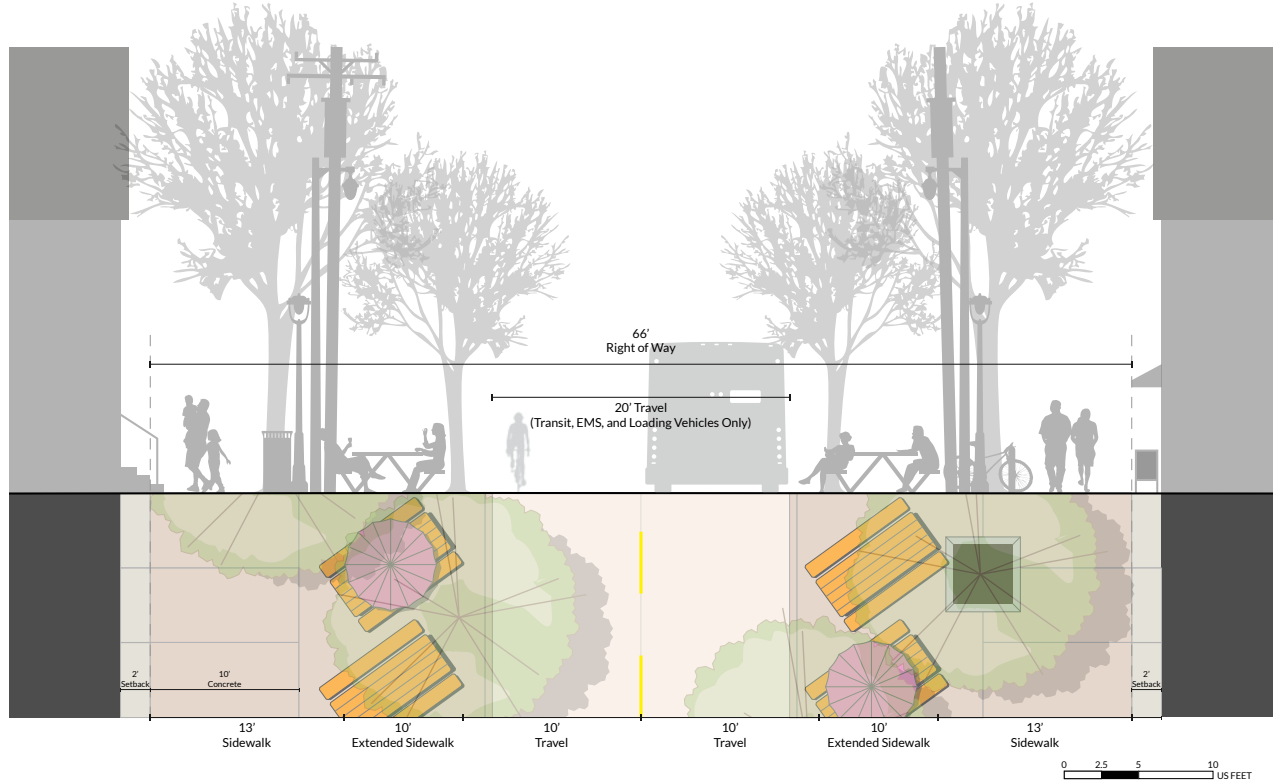 66’
Right of Way
20’ Travel
(Transit, EMS, and Loading Vehicles Only)
2’
Setback
10’
Concrete
2’
Setback
13’
Sidewalk
10’
Extended Sidewalk
10’
Travel
10’
Travel
10’
Extended Sidewalk
13’
Sidewalk
0 2.5 5 10
US FEET